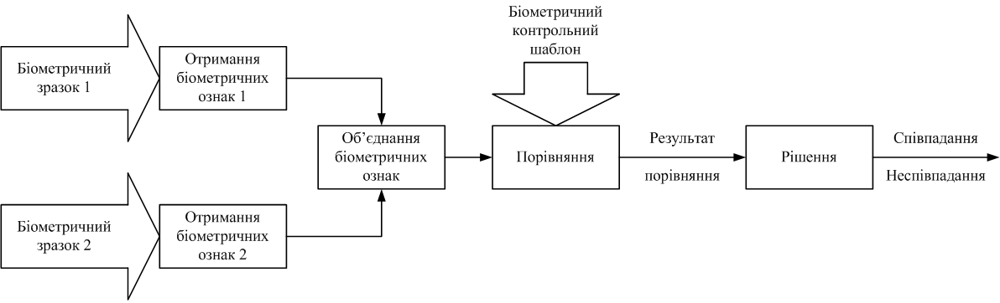 Біометричний
зразок 1
Отримання
біометричних
ознак 1
Біометричний
зразок 2
Отримання
біометричних
ознак 2
Об’єднання
біометричних
ознак
Біометричний
контрольний
шаблон
Порівняння
Результат
порівняння
Рішення
Співпадання
Неспівпадання